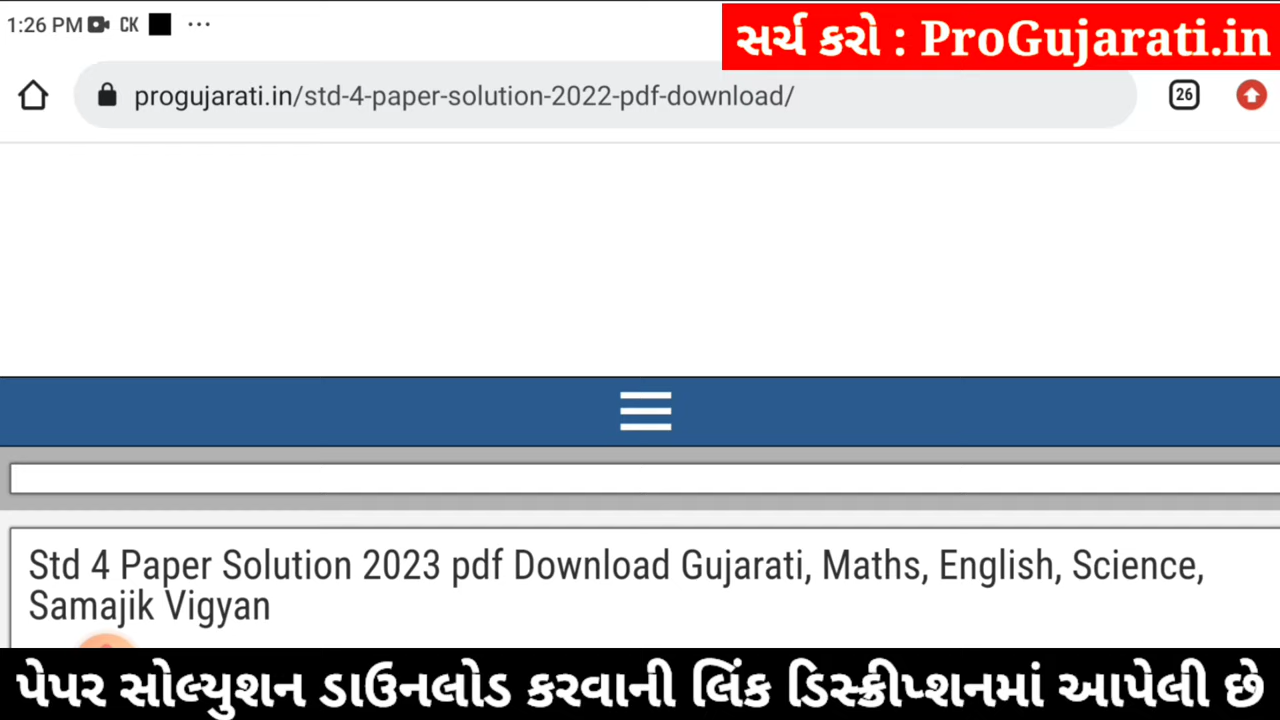 1:26 PM CK ...
સર્ચ કરો : ProGujarati.in
progujarati.in/std-4-paper-solution-2022-pdf-download/
26
Std 4 Paper Solution 2023 pdf Download Gujarati, Maths, English, Science,
Samajik Vigyan
પેપર સોલ્યુશન ડાઉનલોડ કરવાની લિંક ડિસ્ક્રીપ્શનમાં આપેલી છે